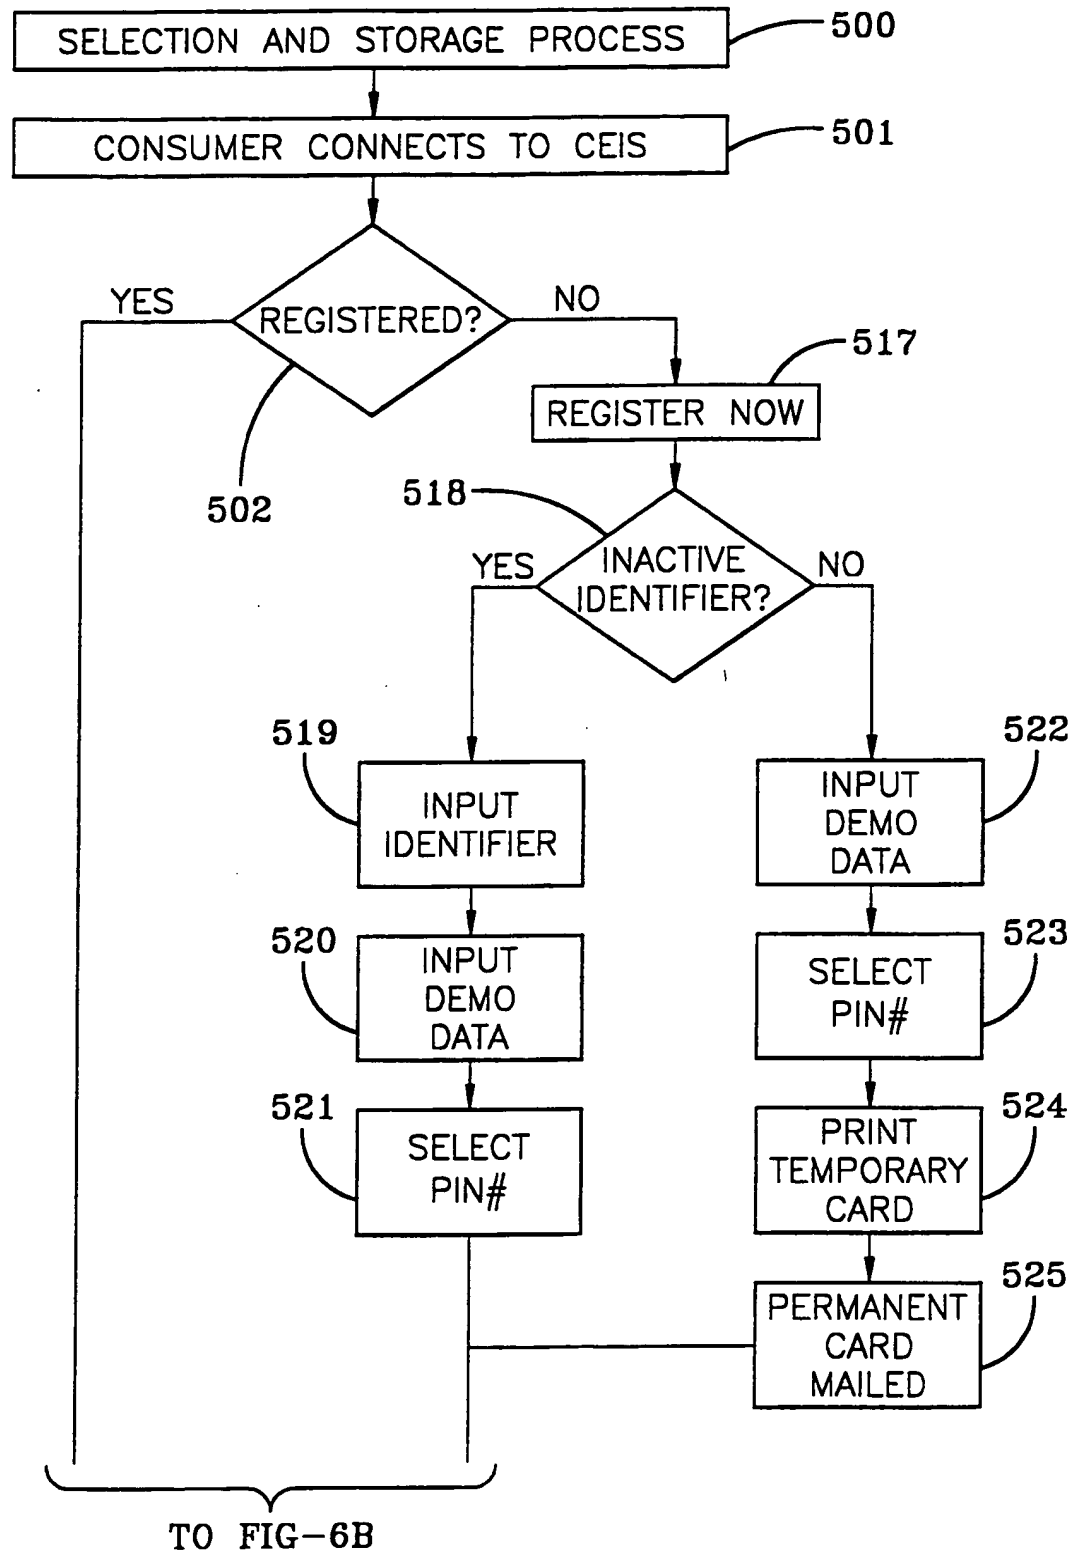 SELECTION AND STORAGE PROCESS
500
CONSUMER CONNECTS TO CEIS
501
YES
REGISTERED?
NO
502
517
REGISTER NOW
518
YES
INACTIVE
IDENTIFIER?
NO
519
INPUT
IDENTIFIER
522
INPUT
DEMO
DATA
520
INPUT
DEMO
DATA
523
SELECT
PIN#
521
SELECT
PIN#
524
PRINT
TEMPORARY
CARD
525
PERMANENT
CARD
MAILED
TO FIG-6B